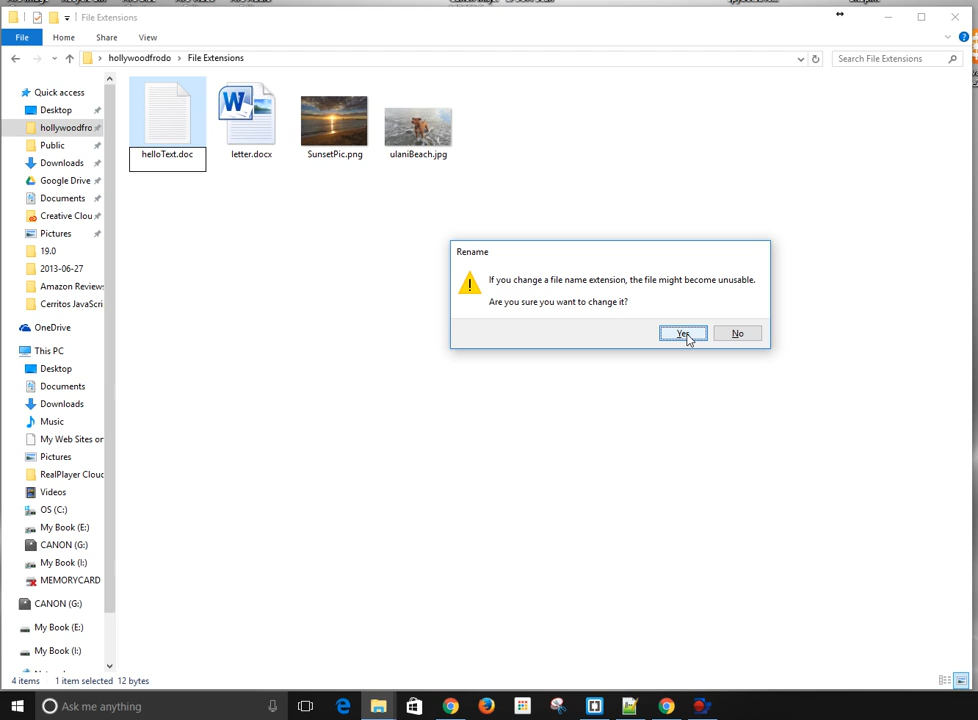 File Extensions
File
Home
Share
View
hollywoodfrodo
File Extensions
Search File Extensions
Quick access
Desktop
hollywoodfro
Public
Downloads
Google Drive
Documents
Creative Clou
Pictures
19.0
2013-06-27
Amazon Reviews
Cerritos JavaScri
OneDrive
This PC
Desktop
Documents
Downloads
Music
My Web Sites on
Pictures
RealPlayer Cloud
Videos
OS (C:)
My Book (E:)
CANON (G:)
My Book (I:)
MEMORYCARD
CANON (G:)
My Book (E:)
My Book (I:)
helloText.doc
letter.docx
SunsetPic.png
ulaniBeach.jpg
Rename
If you change a file name extension, the file might become unusable.
Are you sure you want to change it?
Yes
No
4 items
1 item selected 12 bytes
Ask me anything